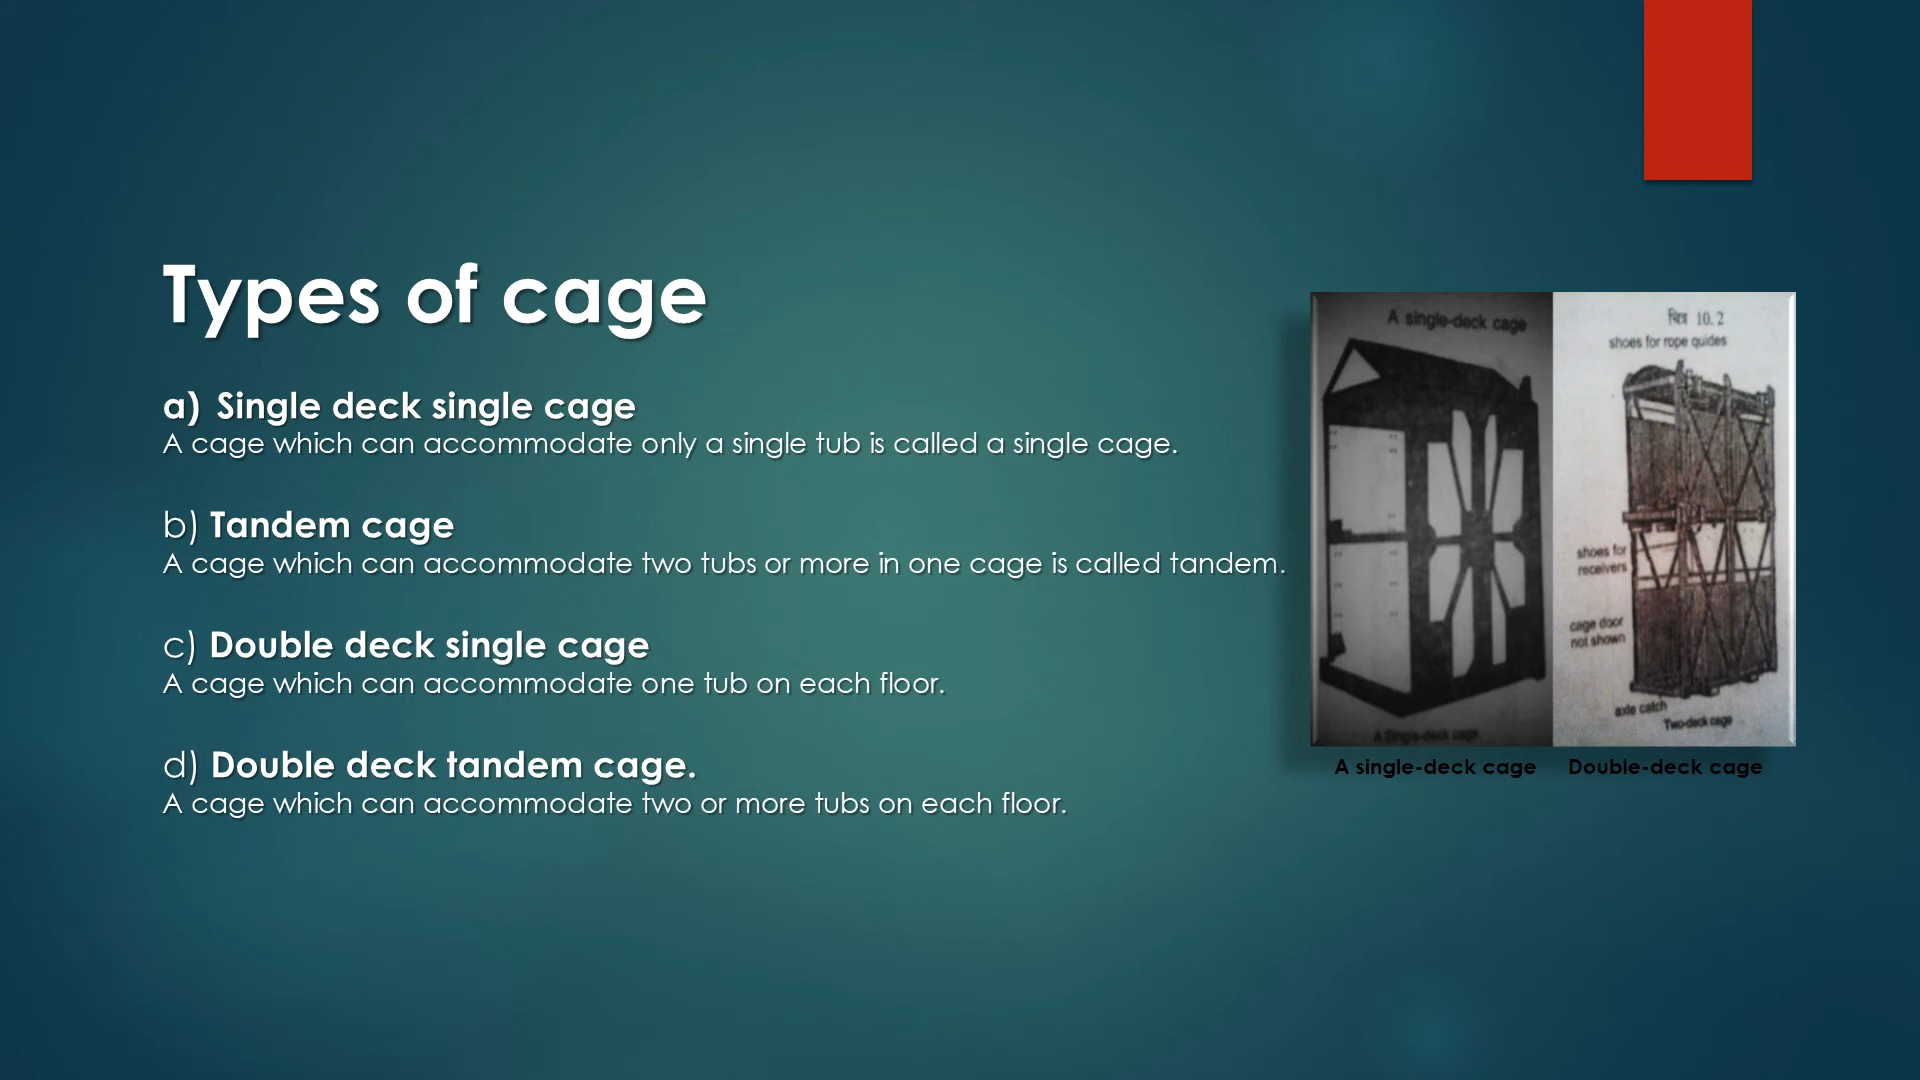 Types of cage
a) Single deck single cage
A cage which can accommodate only a single tub is called a single cage.
b) Tandem cage
A cage which can accommodate two tubs or more in one cage is called tandem.
c) Double deck single cage
A cage which can accommodate one tub on each floor.
d) Double deck tandem cage.
A cage which can accommodate two or more tubs on each floor.
A single-deck cage
A Single-deck cage
चित्र 10.2
shoes for rope guides
shoes for
receivers
cage door
not shown
axle catch
Two-deck cage
A single-deck cage
Double-deck cage